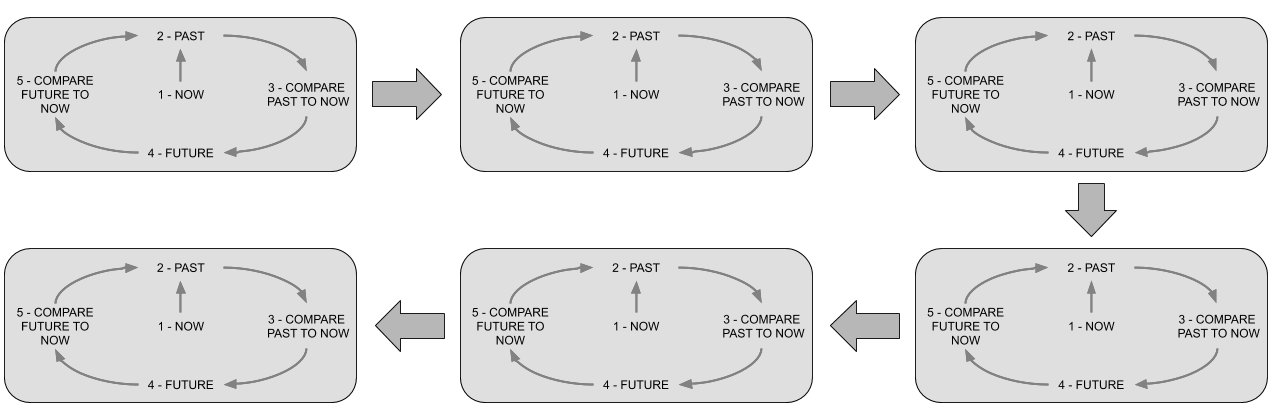 2 - PAST
5 - COMPARE
FUTURE TO
NOW
1 - NOW
3 - COMPARE
PAST TO NOW
4 - FUTURE
2 - PAST
5 - COMPARE
FUTURE TO
NOW
1 - NOW
3 - COMPARE
PAST TO NOW
4 - FUTURE
2 - PAST
5 - COMPARE
FUTURE TO
NOW
1 - NOW
3 - COMPARE
PAST TO NOW
4 - FUTURE
2 - PAST
5 - COMPARE
FUTURE TO
NOW
1 - NOW
3 - COMPARE
PAST TO NOW
4 - FUTURE
2 - PAST
5 - COMPARE
FUTURE TO
NOW
1 - NOW
3 - COMPARE
PAST TO NOW
4 - FUTURE
2 - PAST
5 - COMPARE
FUTURE TO
NOW
1 - NOW
3 - COMPARE
PAST TO NOW
4 - FUTURE